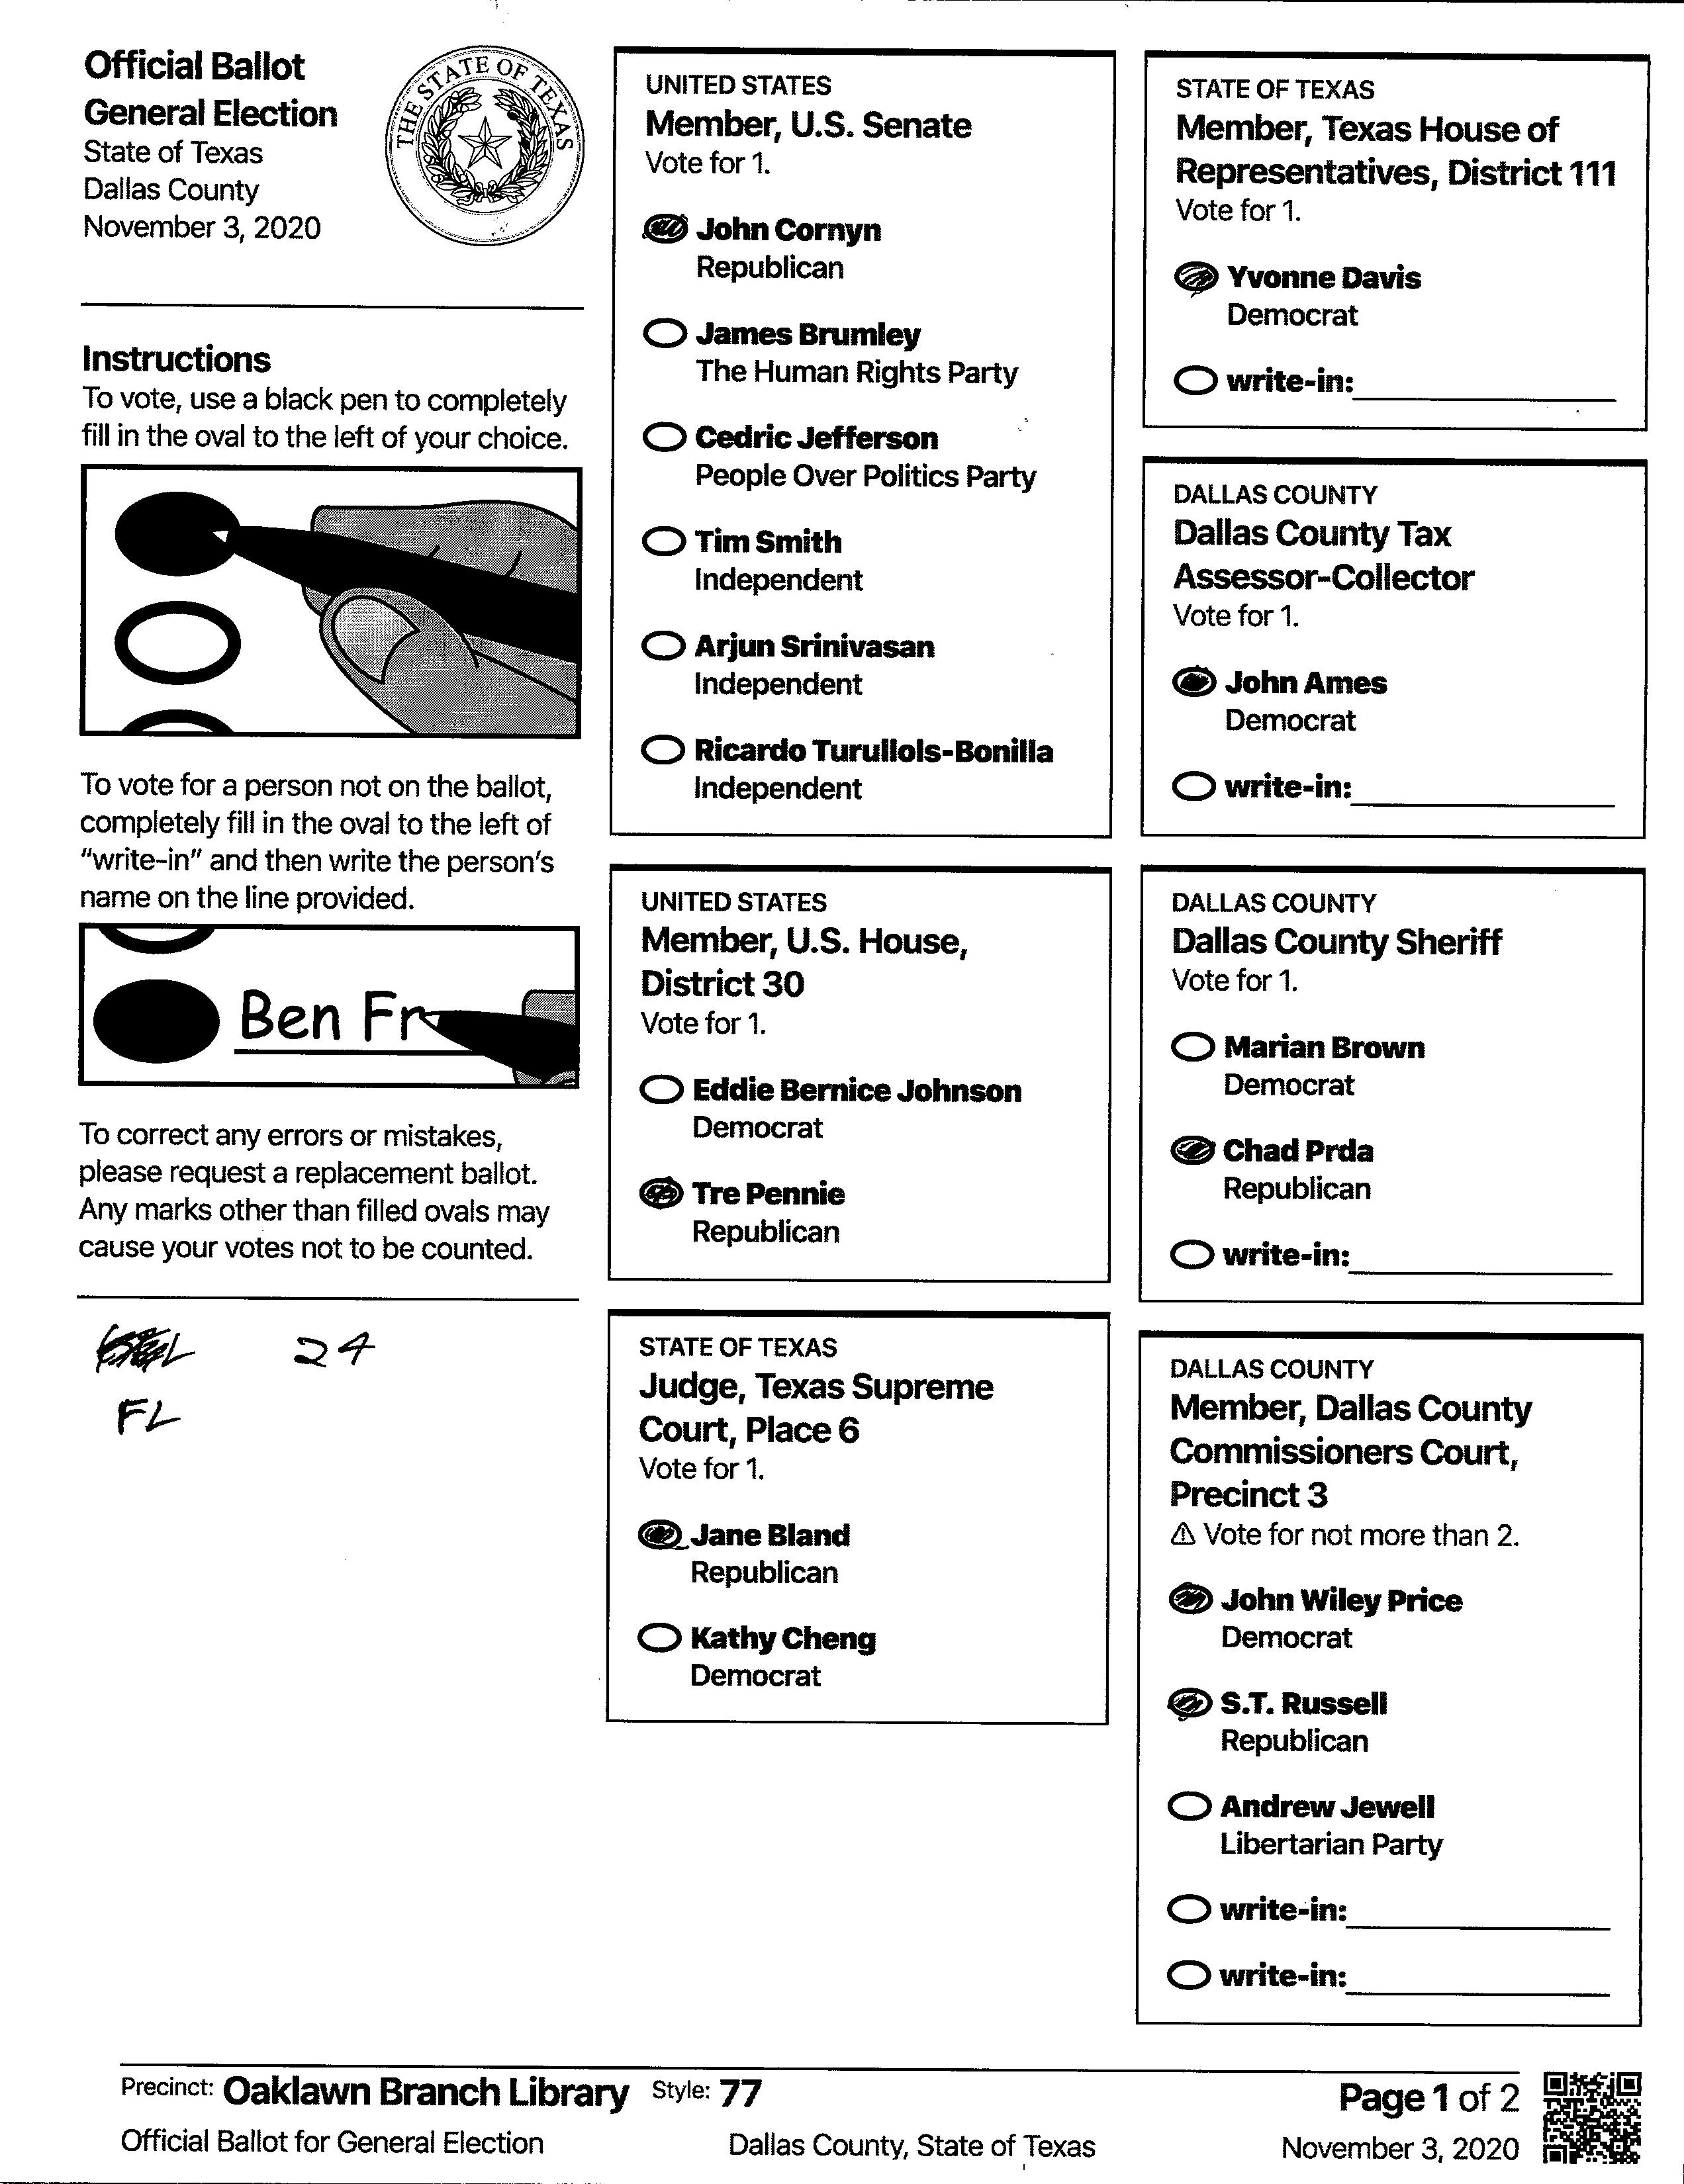 Official Ballot
General Election
State of Texas
Dallas County
November 3, 2020
THE STATE OF TEXAS
Instructions
To vote, use a black pen to completely
fill in the oval to the left of your choice.
To vote for a person not on the ballot,
completely fill in the oval to the left of
"write-in" and then write the person's
name on the line provided.
Ben Fr
To correct any errors or mistakes,
please request a replacement ballot.
Any marks other than filled ovals may
cause your votes not to be counted.
24
FL
UNITED STATES
Member, U.S. Senate
Vote for 1.
John Cornyn
Republican
James Brumley
The Human Rights Party
Cedric Jefferson
People Over Politics Party
Tim Smith
Independent
Arjun Srinivasan
Independent
Ricardo Turullols-Bonilla
Independent
UNITED STATES
Member, U.S. House,
District 30
Vote for 1.
Eddie Bernice Johnson
Democrat
Tre Pennie
Republican
STATE OF TEXAS
Judge, Texas Supreme
Court, Place 6
Vote for 1.
Jane Bland
Republican
Kathy Cheng
Democrat
STATE OF TEXAS
Member, Texas House of
Representatives, District 111
Vote for 1.
Yvonne Davis
Democrat
write-in:
DALLAS COUNTY
Dallas County Tax
Assessor-Collector
Vote for 1.
John Ames
Democrat
write-in:
DALLAS COUNTY
Dallas County Sheriff
Vote for 1.
Marian Brown
Democrat
Chad Prda
Republican
write-in:
DALLAS COUNTY
Member, Dallas County
Commissioners Court,
Precinct 3
⚠ Vote for not more than 2.
John Wiley Price
Democrat
S.T. Russell
Republican
Andrew Jewell
Libertarian Party
write-in:
write-in:
Precinct: Oaklawn Branch Library Style: 77 Page 1 of 2
Official Ballot for General Election Dallas County, State of Texas November 3, 2020